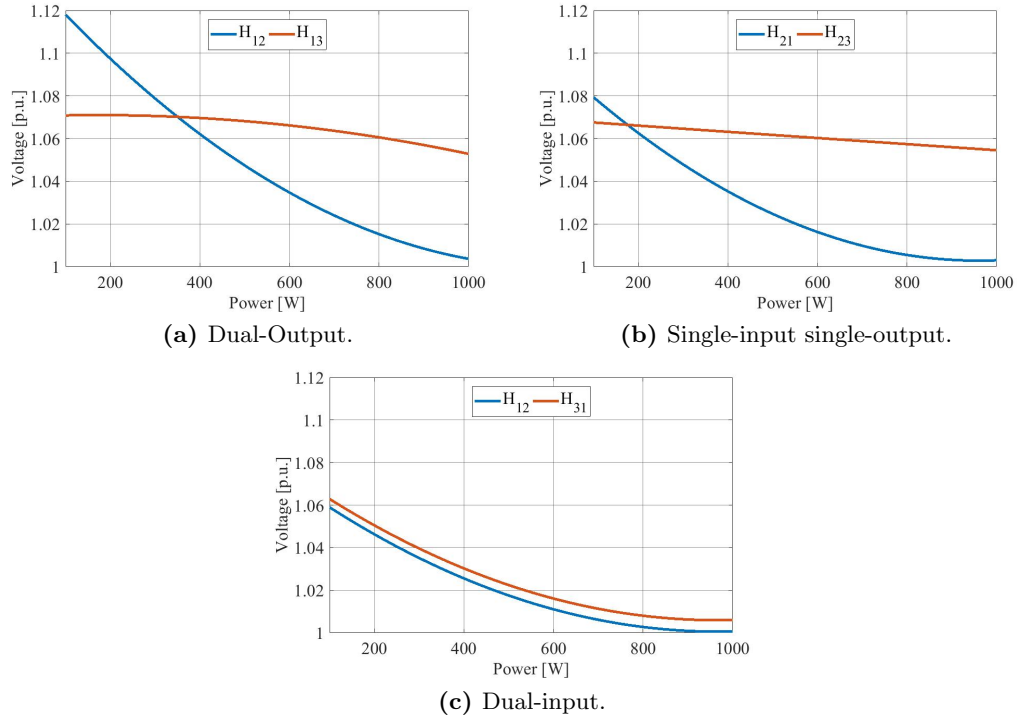 1.12
1.1
1.08
1.06
1.04
1.02
1
Voltage [p.u.]
H12 H13
200 400 600 800 1000
Power [W]
(a) Dual-Output.
1.12
1.1
1.08
1.06
1.04
1.02
1
Voltage [p.u.]
H21 H23
200 400 600 800 1000
Power [W]
(b) Single-input single-output.
1.12
1.1
1.08
1.06
1.04
1.02
1
Voltage [p.u.]
H12 H31
200 400 600 800 1000
Power [W]
(c) Dual-input.